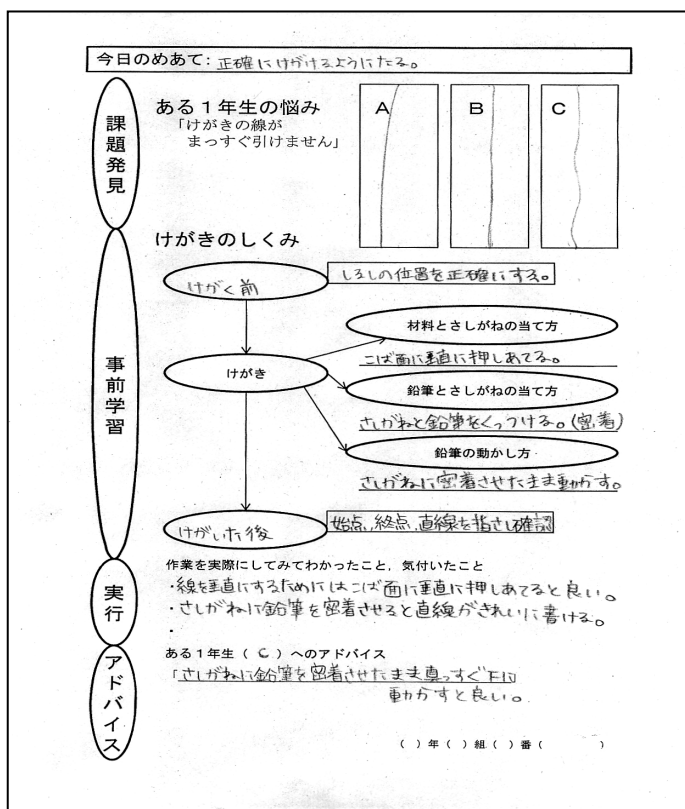 今日のめあて：正確にけがけるようになる。
課題発見
ある１年生の悩み
「けがきの線が
まっすぐ引けません」
A
B
C
事前学習
けがきのしくみ
けがく前
しるしの位置を正確にする。
材料とさしがねの当て方
こば面に垂直に押しあてる。
けがき
鉛筆とさしがねの当て方
さしがねと鉛筆をくっつける。(密着)
鉛筆の動かし方
さしがねに密着させたまま動かす。
けがいた後
始点、終点、直線を指さし確認
実行
作業を実際にしてみてわかったこと，気付いたこと
・線を垂直にするためにはこば面に垂直に押しあてると良い。
・さしがねに鉛筆を密着させると直線がきれいに書ける。
・
アドバイス
ある１年生（ C ）へのアドバイス
「さしがねに鉛筆を密着させたまま真っすぐ下に
動かすと良い。
（ ）年（ ）組（ ）番（ ）